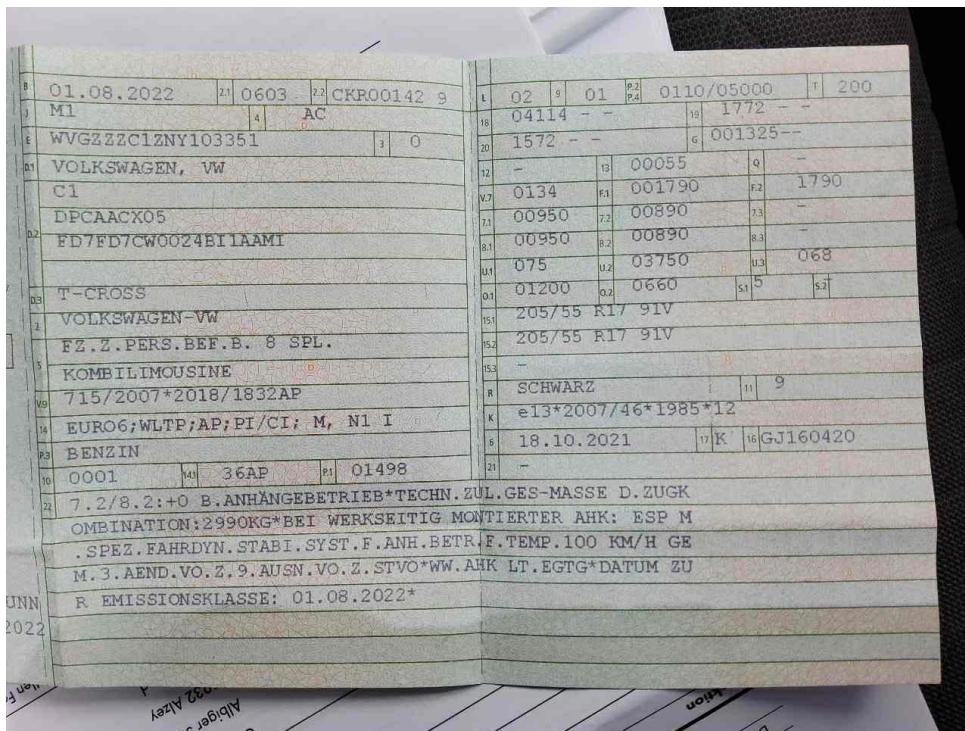 B 01.08.2022 2.1 0603 2.2 CKR00142 9
J M1 4 AC
E WVGZZZC1ZNY103351 3 0
D.1 VOLKSWAGEN, VW
C1
DPCAACX05
D.2 FD7FD7CW0024BI1AAMI
D.3 T-CROSS
2 VOLKSWAGEN-VW
FZ.Z.PERS.BEF.B. 8 SPL.
5 KOMBILIMOUSINE
V.9 715/2007*2018/1832AP
14 EURO6;WLTP;AP;PI/CI; M, N1 I
P.3 BENZIN
10 0001 14.1 36AP P.1 01498
L 02 9 01 P.2 P.4 0110/05000 T 200
18 04114 - - 19 1772 - -
20 1572 - - G 001325--
12 - 13 00055 Q -
V.7 0134 F.1 001790 F.2 1790
7.1 00950 7.2 00890 7.3 -
8.1 00950 8.2 00890 8.3 -
U.1 075 U.2 03750 U.3 068
O.1 01200 O.2 0660 S.1 5 S.2 -
15.1 205/55 R17 91V
15.2 205/55 R17 91V
15.3 -
R SCHWARZ 11 9
K e13*2007/46*1985*12
6 18.10.2021 17 K 16 GJ160420
21 -
22 7.2/8.2:+0 B.ANHÄNGEBETRIEB*TECHN.ZUL.GES-MASSE D.ZUGK
OMBINATION:2990KG*BEI WERKSEITIG MONTIERTER AHK: ESP M
.SPEZ.FAHRDYN.STABI.SYST.F.ANH.BETR.F.TEMP.100 KM/H GE
M.3.AEND.VO.Z.9.AUSN.VO.Z.STVO*WW.AHK LT.EGTG*DATUM ZU
R EMISSIONSKLASSE: 01.08.2022*
UNN
2022
Alzey
Albiger
ktion